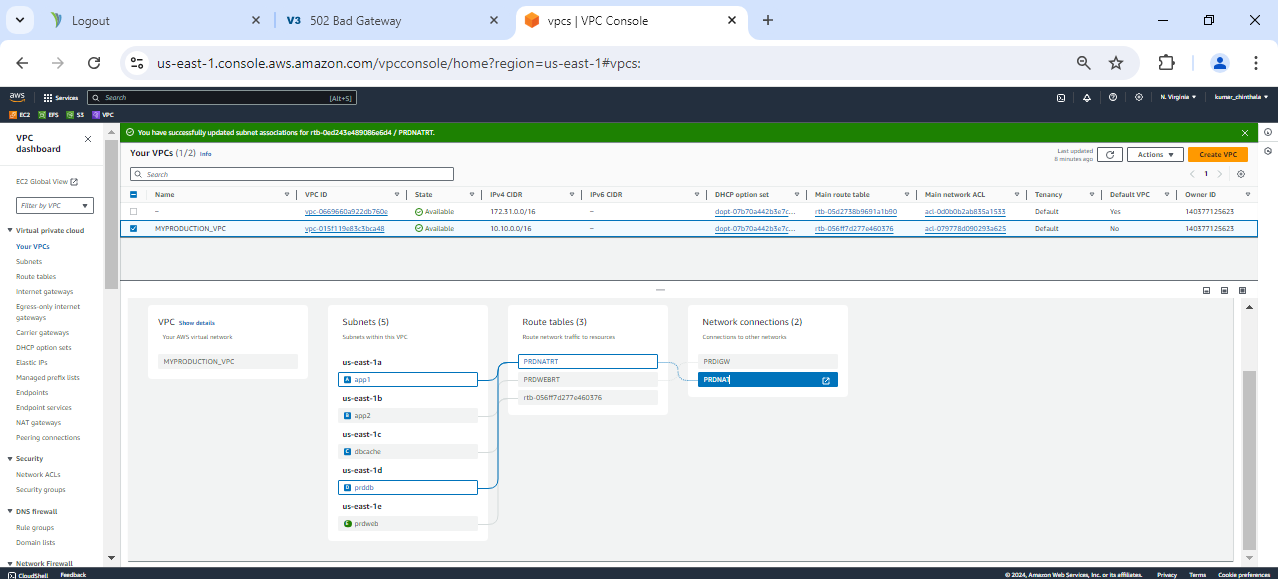 Logout
V3 502 Bad Gateway
vpcs | VPC Console
us-east-1.console.aws.amazon.com/vpcconsole/home?region=us-east-1#vpcs:
aws Services Search [Alt+S] N. Virginia kumar_chinthala
EC2 EFS S3 VPC
You have successfully updated subnet associations for rtb-0ed243e489086e6d4 / PRDNATRT.
VPC dashboard
EC2 Global View
Filter by VPC
Virtual private cloud
Your VPCs
Subnets
Route tables
Internet gateways
Egress-only internet gateways
Carrier gateways
DHCP option sets
Elastic IPs
Managed prefix lists
Endpoints
Endpoint services
NAT gateways
Peering connections
Security
Network ACLs
Security groups
DNS firewall
Rule groups
Domain lists
Network Firewall
Your VPCs (1/2) Info
Last updated 8 minutes ago
Actions
Create VPC
Search
1
Name VPC ID State IPv4 CIDR IPv6 CIDR DHCP option set Main route table Main network ACL Tenancy Default VPC Owner ID
– vpc-0669660a922db760e Available 172.31.0.0/16 – dopt-07b70a442b3e7c... rtb-05d2738b9691a1b90 acl-0d0b0b2ab835a1533 Default Yes 140377125623
MYPRODUCTION_VPC vpc-015f119e83c3bca48 Available 10.10.0.0/16 – dopt-07b70a442b3e7c... rtb-056ff7d277e460376 acl-079778d090293a625 Default No 140377125623
VPC Show details
Your AWS virtual network
MYPRODUCTION_VPC
Subnets (5)
Subnets within this VPC
us-east-1a
A app1
us-east-1b
B app2
us-east-1c
C dbcache
us-east-1d
D prddb
us-east-1e
E prdweb
Route tables (3)
Route network traffic to resources
PRDNATRT
PRDWEBRT
rtb-056ff7d277e460376
Network connections (2)
Connections to other networks
PRDIGW
PRDNAT
CloudShell Feedback © 2024, Amazon Web Services, Inc. or its affiliates. Privacy Terms Cookie preferences